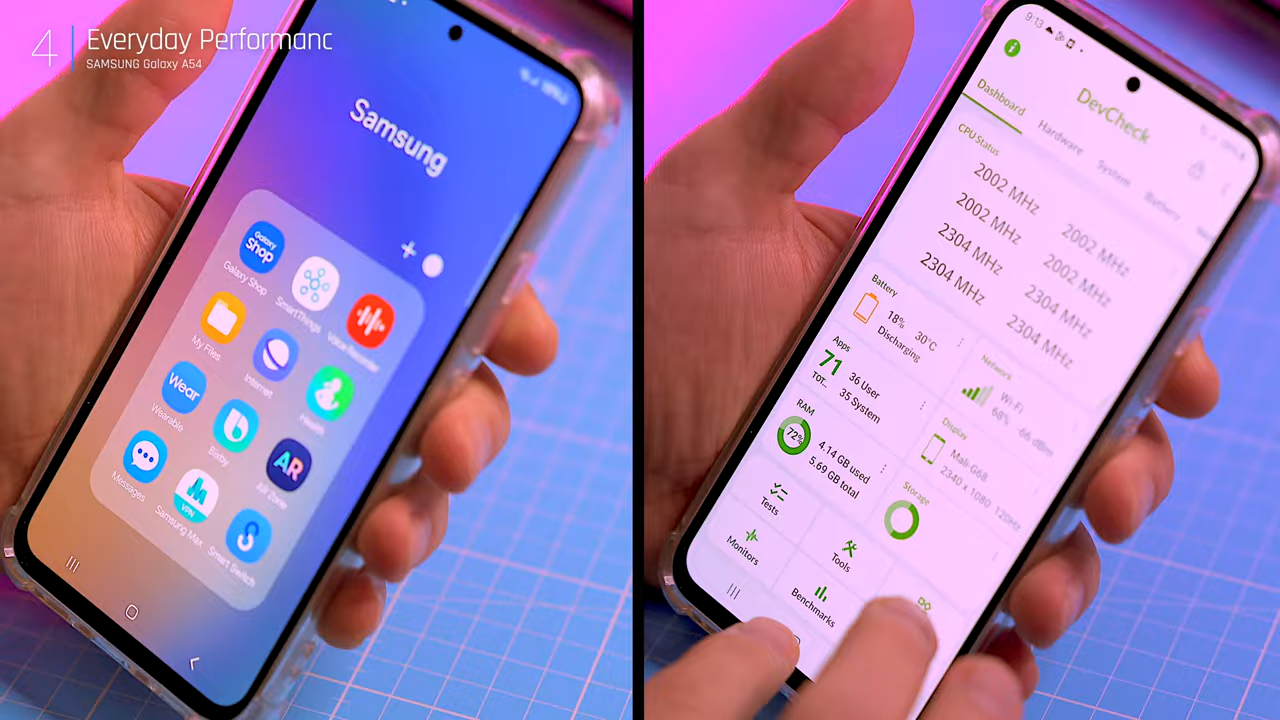 4
Everyday Performanc
SAMSUNG Galaxy A54
Samsung
Galaxy
Shop
Galaxy Shop
SmartThings
Voice Recorder
My Files
Internet
Health
Wear
Wearable
Bixby
AR
AR Zone
Messages
VPN
Samsung Max
Smart Switch
9:13
DevCheck
Dashboard
Hardware
System
Battery
CPU Status
2002 MHz
2002 MHz
2002 MHz
2002 MHz
2304 MHz
2304 MHz
2304 MHz
2304 MHz
Battery
18%
30°C
Discharging
Network
Wi-Fi
68%
-66 dBm
Apps
71
TOT...
36 User
35 System
Display
Mali-G68
2340 x 1080
120Hz
RAM
72%
4.14 GB used
5.69 GB total
Storage
Tests
Tools
Monitors
Benchmarks